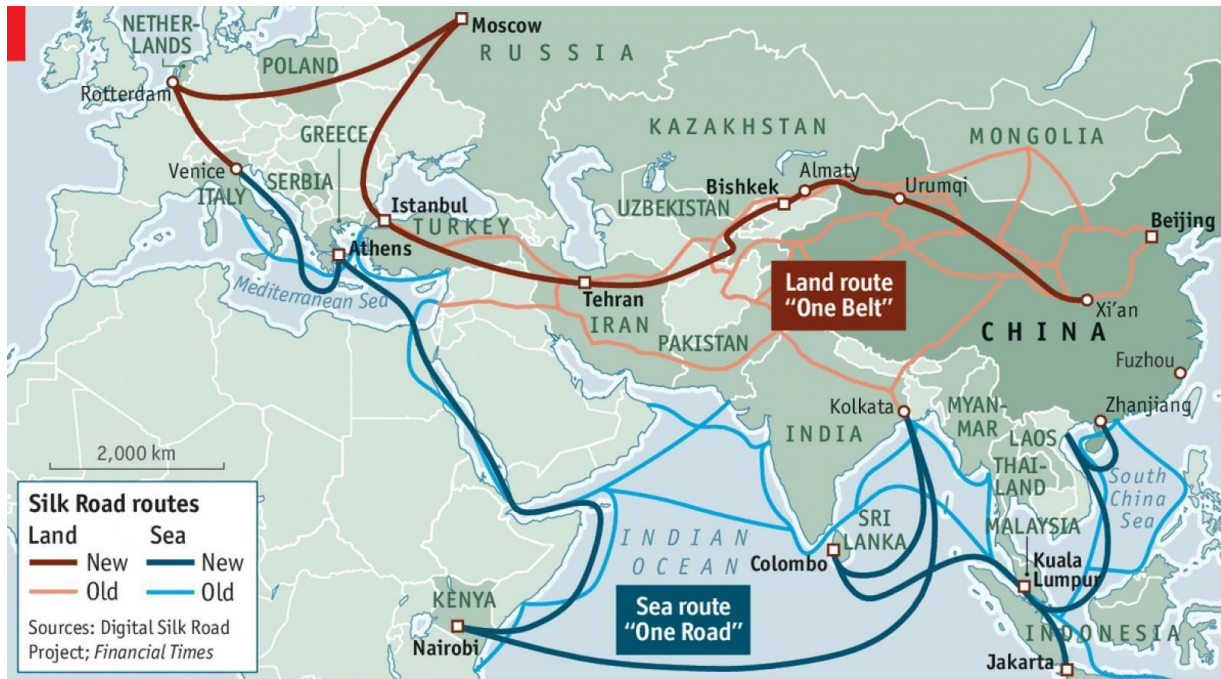 NETHER-
LANDS
Moscow
RUSSIA
POLAND
Rotterdam
GREECE
KAZAKHSTAN
MONGOLIA
Venice
ITALY
SERBIA
Almaty
Bishkek
Urumqi
UZBEKISTAN
Istanbul
TURKEY
Beijing
Athens
Mediterranean Sea
Tehran
IRAN
Land route
“One Belt”
Xi’an
CHINA
PAKISTAN
Fuzhou
Kolkata
INDIA
MYAN-
MAR
LAOS
Zhanjiang
THAI-
LAND
South
China
Sea
2,000 km
Silk Road routes
Land Sea
New New
Old Old
Sources: Digital Silk Road
Project; Financial Times
INDIAN
OCEAN
SRI
LANKA
Colombo
MALAYSIA
Kuala
Lumpur
KENYA
Nairobi
Sea route
“One Road”
INDONESIA
Jakarta